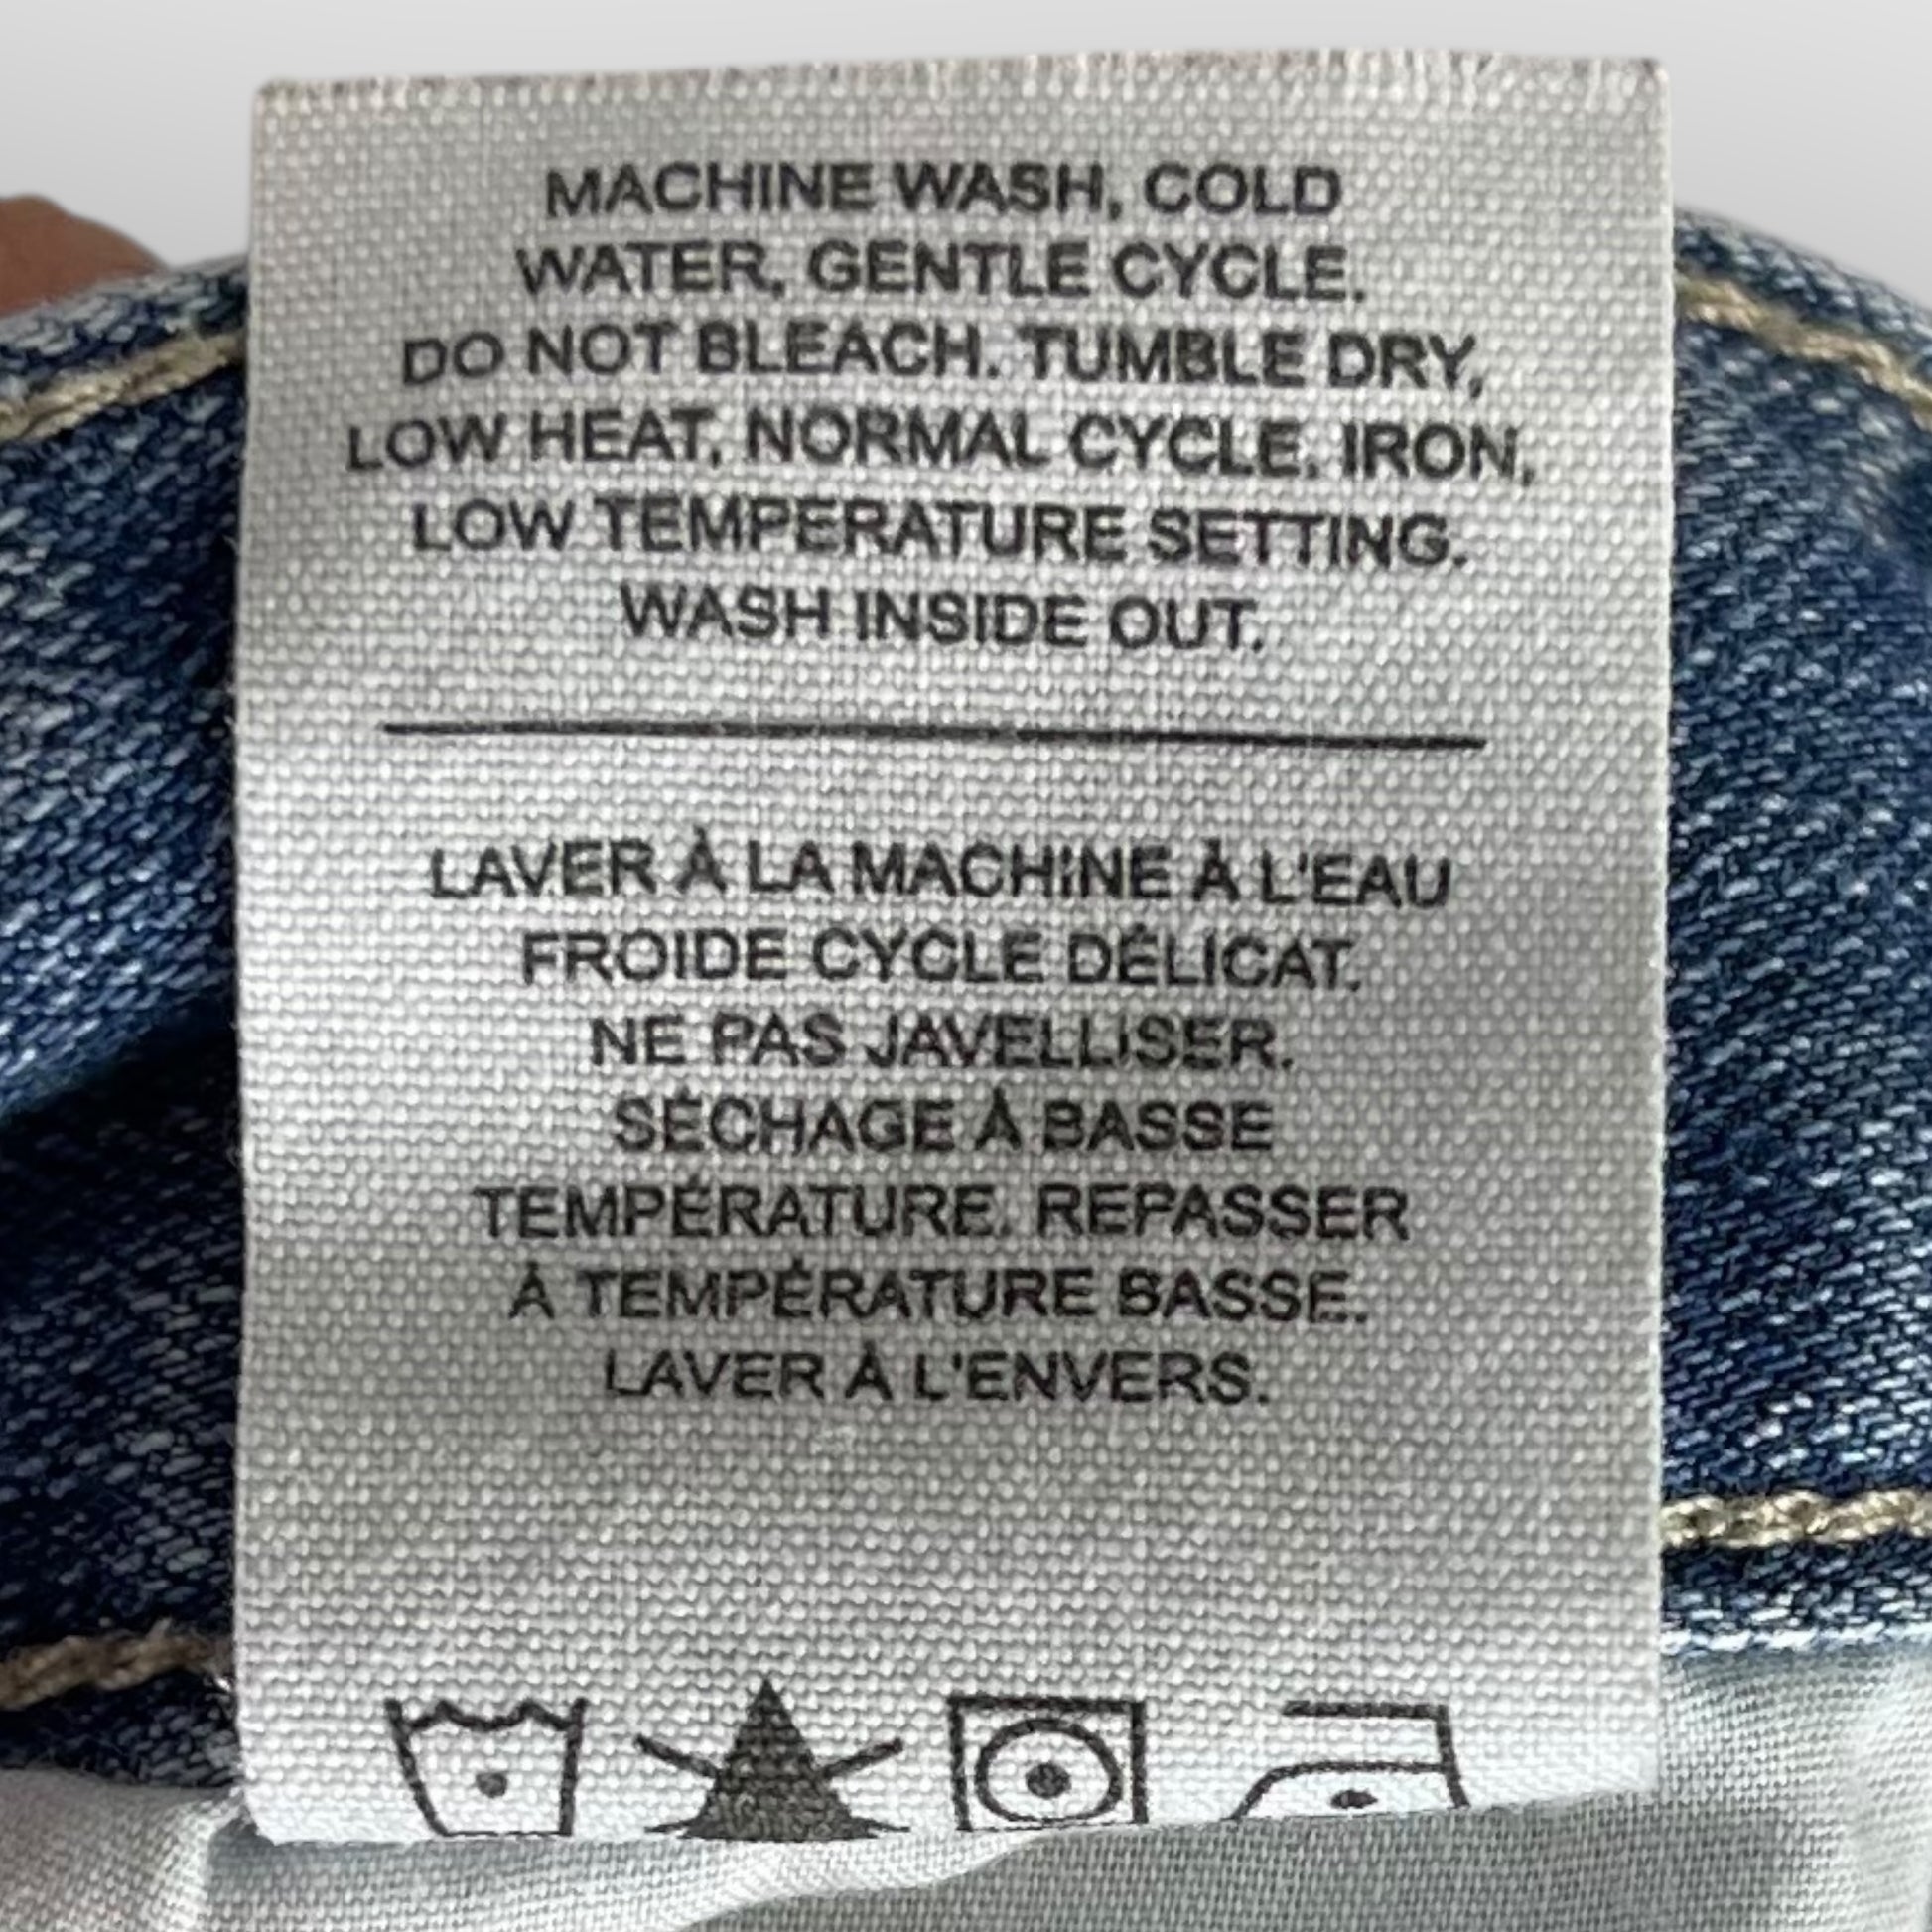 MACHINE WASH, COLD
WATER, GENTLE CYCLE.
DO NOT BLEACH. TUMBLE DRY,
LOW HEAT, NORMAL CYCLE. IRON,
LOW TEMPERATURE SETTING.
WASH INSIDE OUT.
LAVER À LA MACHINE À L'EAU
FROIDE CYCLE DÉLICAT.
NE PAS JAVELLISER.
SÉCHAGE À BASSE
TEMPÉRATURE. REPASSER
À TEMPÉRATURE BASSE.
LAVER À L'ENVERS.